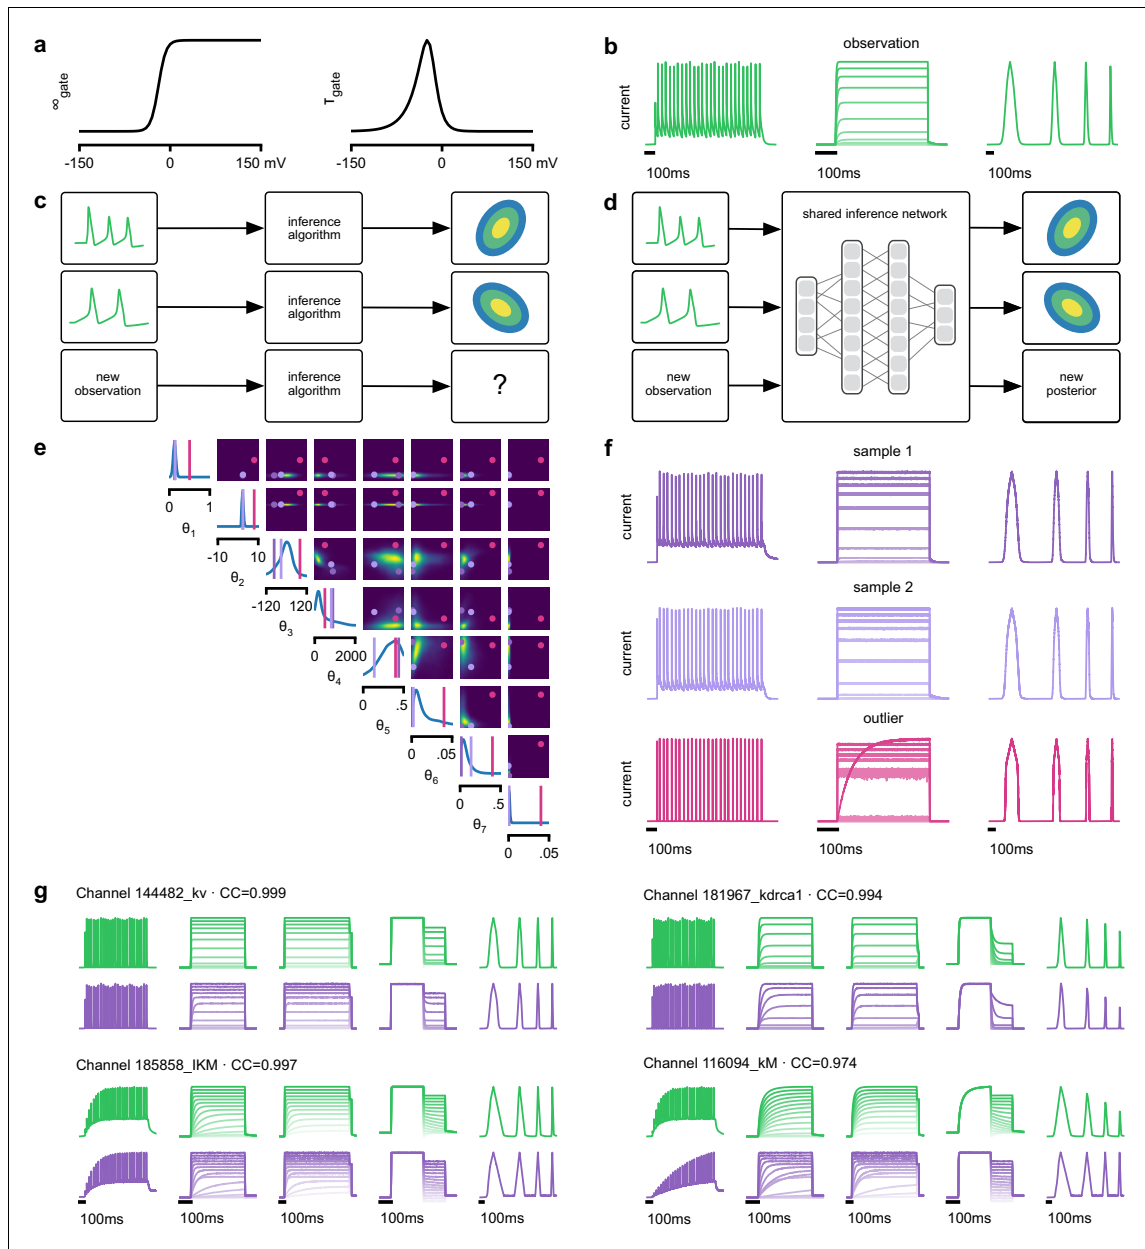 a
∞gate
-150
0
150 mV
τgate
-150
0
150 mV
b
observation
current
100ms
100ms
100ms
c
inference
algorithm
inference
algorithm
new
observation
inference
algorithm
?
d
shared inference network
new
observation
new
posterior
e
0
1
θ1
-10
10
θ2
-120
120
θ3
0
2000
θ4
0
.5
θ5
0
.05
θ6
0
.5
θ7
0
.05
f
sample 1
current
sample 2
current
outlier
current
100ms
100ms
100ms
g
Channel 144482_kv · CC=0.999
Channel 181967_kdrca1 · CC=0.994
Channel 185858_IKM · CC=0.997
Channel 116094_kM · CC=0.974
100ms
100ms
100ms
100ms
100ms
100ms
100ms
100ms
100ms
100ms